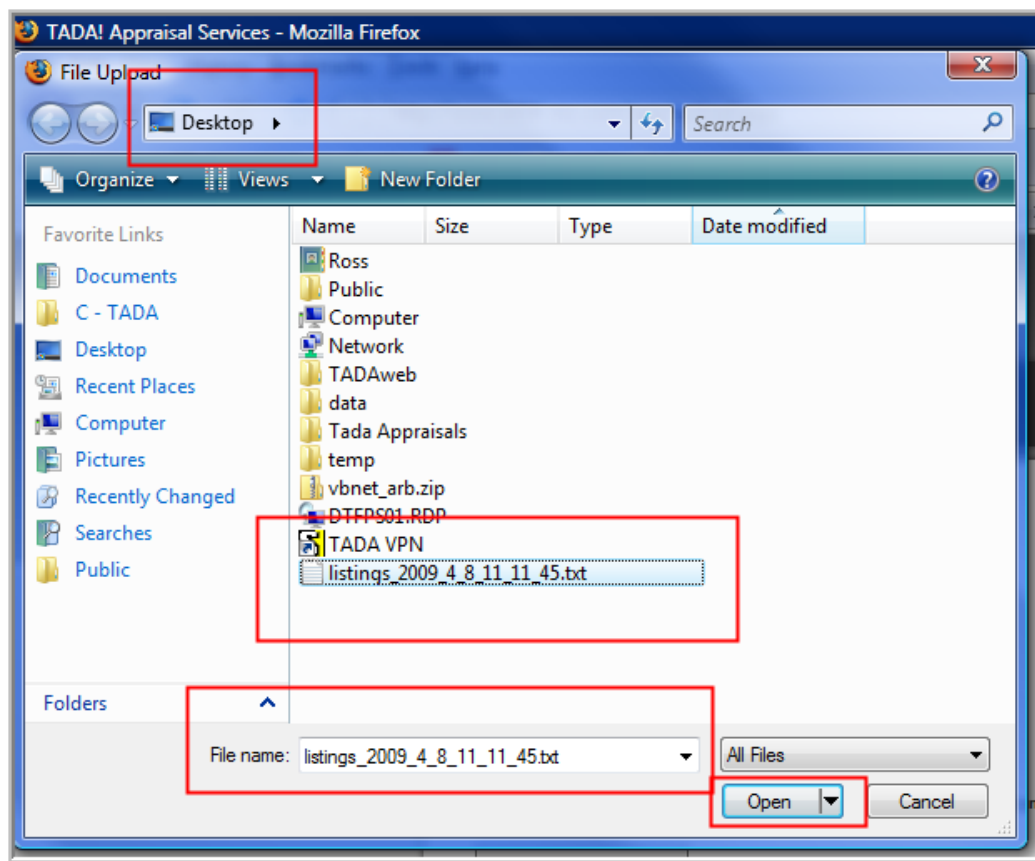 TADA! Appraisal Services - Mozilla Firefox
File Upload
Desktop
Search
Organize Views New Folder
Favorite Links
Documents
C - TADA
Desktop
Recent Places
Computer
Pictures
Recently Changed
Searches
Public
Folders
Name Size Type Date modified
Ross
Public
Computer
Network
TADAweb
data
Tada Appraisals
temp
vbnet_arb.zip
DTFPS01.RDP
TADA VPN
listings_2009_4_8_11_11_45.txt
File name: listings_2009_4_8_11_11_45.txt All Files
Open Cancel